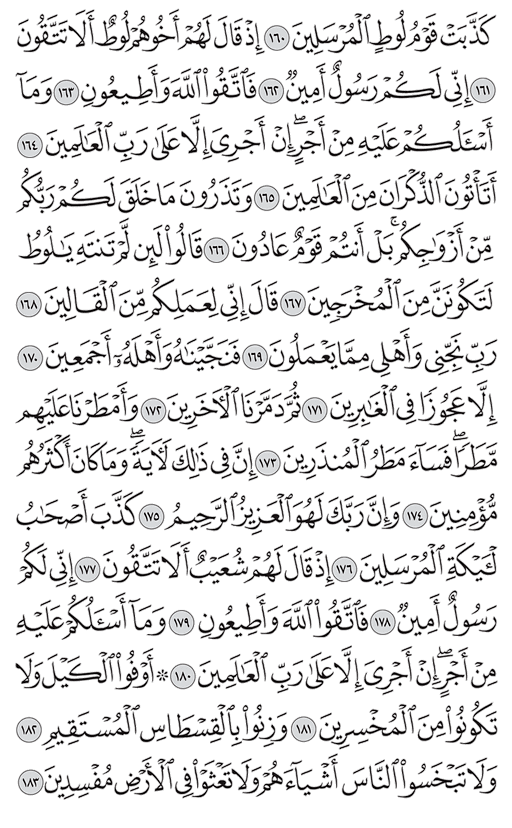 كَذَّبَتْ قَوْمُ لُوطٍ ٱلْمُرْسَلِينَ ١٦٠ إِذْ قَالَ لَهُمْ أَخُوهُمْ لُوطٌ أَلَا تَتَّقُونَ
١٦١ إِنِّى لَكُمْ رَسُولٌ أَمِينٌ ١٦٢ فَٱتَّقُوا۟ ٱللَّهَ وَأَطِيعُونِ ١٦٣ وَمَآ
أَسْـَٔلُكُمْ عَلَيْهِ مِنْ أَجْرٍ ۖ إِنْ أَجْرِىَ إِلَّا عَلَىٰ رَبِّ ٱلْعَـٰلَمِينَ ١٦٤
أَتَأْتُونَ ٱلذُّكْرَانَ مِنَ ٱلْعَـٰلَمِينَ ١٦٥ وَتَذَرُونَ مَا خَلَقَ لَكُمْ رَبُّكُم
مِّنْ أَزْوَٰجِكُم ۚ بَلْ أَنتُمْ قَوْمٌ عَادُونَ ١٦٦ قَالُوا۟ لَئِن لَّمْ تَنتَهِ يَـٰلُوطُ
لَتَكُونَنَّ مِنَ ٱلْمُخْرَجِينَ ١٦٧ قَالَ إِنِّى لِعَمَلِكُم مِّنَ ٱلْقَالِينَ ١٦٨
رَبِّ نَجِّنِى وَأَهْلِى مِمَّا يَعْمَلُونَ ١٦٩ فَنَجَّيْنَـٰهُ وَأَهْلَهُۥٓ أَجْمَعِينَ ١٧٠
إِلَّا عَجُوزًا فِى ٱلْغَـٰبِرِينَ ١٧١ ثُمَّ دَمَّرْنَا ٱلْـَٔاخَرِينَ ١٧٢ وَأَمْطَرْنَا عَلَيْهِم
مَّطَرًا ۖ فَسَآءَ مَطَرُ ٱلْمُنذَرِينَ ١٧٣ إِنَّ فِى ذَٰلِكَ لَـَٔايَةً ۖ وَمَا كَانَ أَكْثَرُهُم
مُّؤْمِنِينَ ١٧٤ وَإِنَّ رَبَّكَ لَهُوَ ٱلْعَزِيزُ ٱلرَّحِيمُ ١٧٥ كَذَّبَ أَصْحَـٰبُ
لْـَٔيْكَةِ ٱلْمُرْسَلِينَ ١٧٦ إِذْ قَالَ لَهُمْ شُعَيْبٌ أَلَا تَتَّقُونَ ١٧٧ إِنِّى لَكُمْ
رَسُولٌ أَمِينٌ ١٧٨ فَٱتَّقُوا۟ ٱللَّهَ وَأَطِيعُونِ ١٧٩ وَمَآ أَسْـَٔلُكُمْ عَلَيْهِ
مِنْ أَجْرٍ ۖ إِنْ أَجْرِىَ إِلَّا عَلَىٰ رَبِّ ٱلْعَـٰلَمِينَ ١٨٠ ۞ أَوْفُوا۟ ٱلْكَيْلَ وَلَا
تَكُونُوا۟ مِنَ ٱلْمُخْسِرِينَ ١٨١ وَزِنُوا۟ بِٱلْقِسْطَاسِ ٱلْمُسْتَقِيمِ ١٨٢
وَلَا تَبْخَسُوا۟ ٱلنَّاسَ أَشْيَآءَهُمْ وَلَا تَعْثَوْا۟ فِى ٱلْأَرْضِ مُفْسِدِينَ ١٨٣